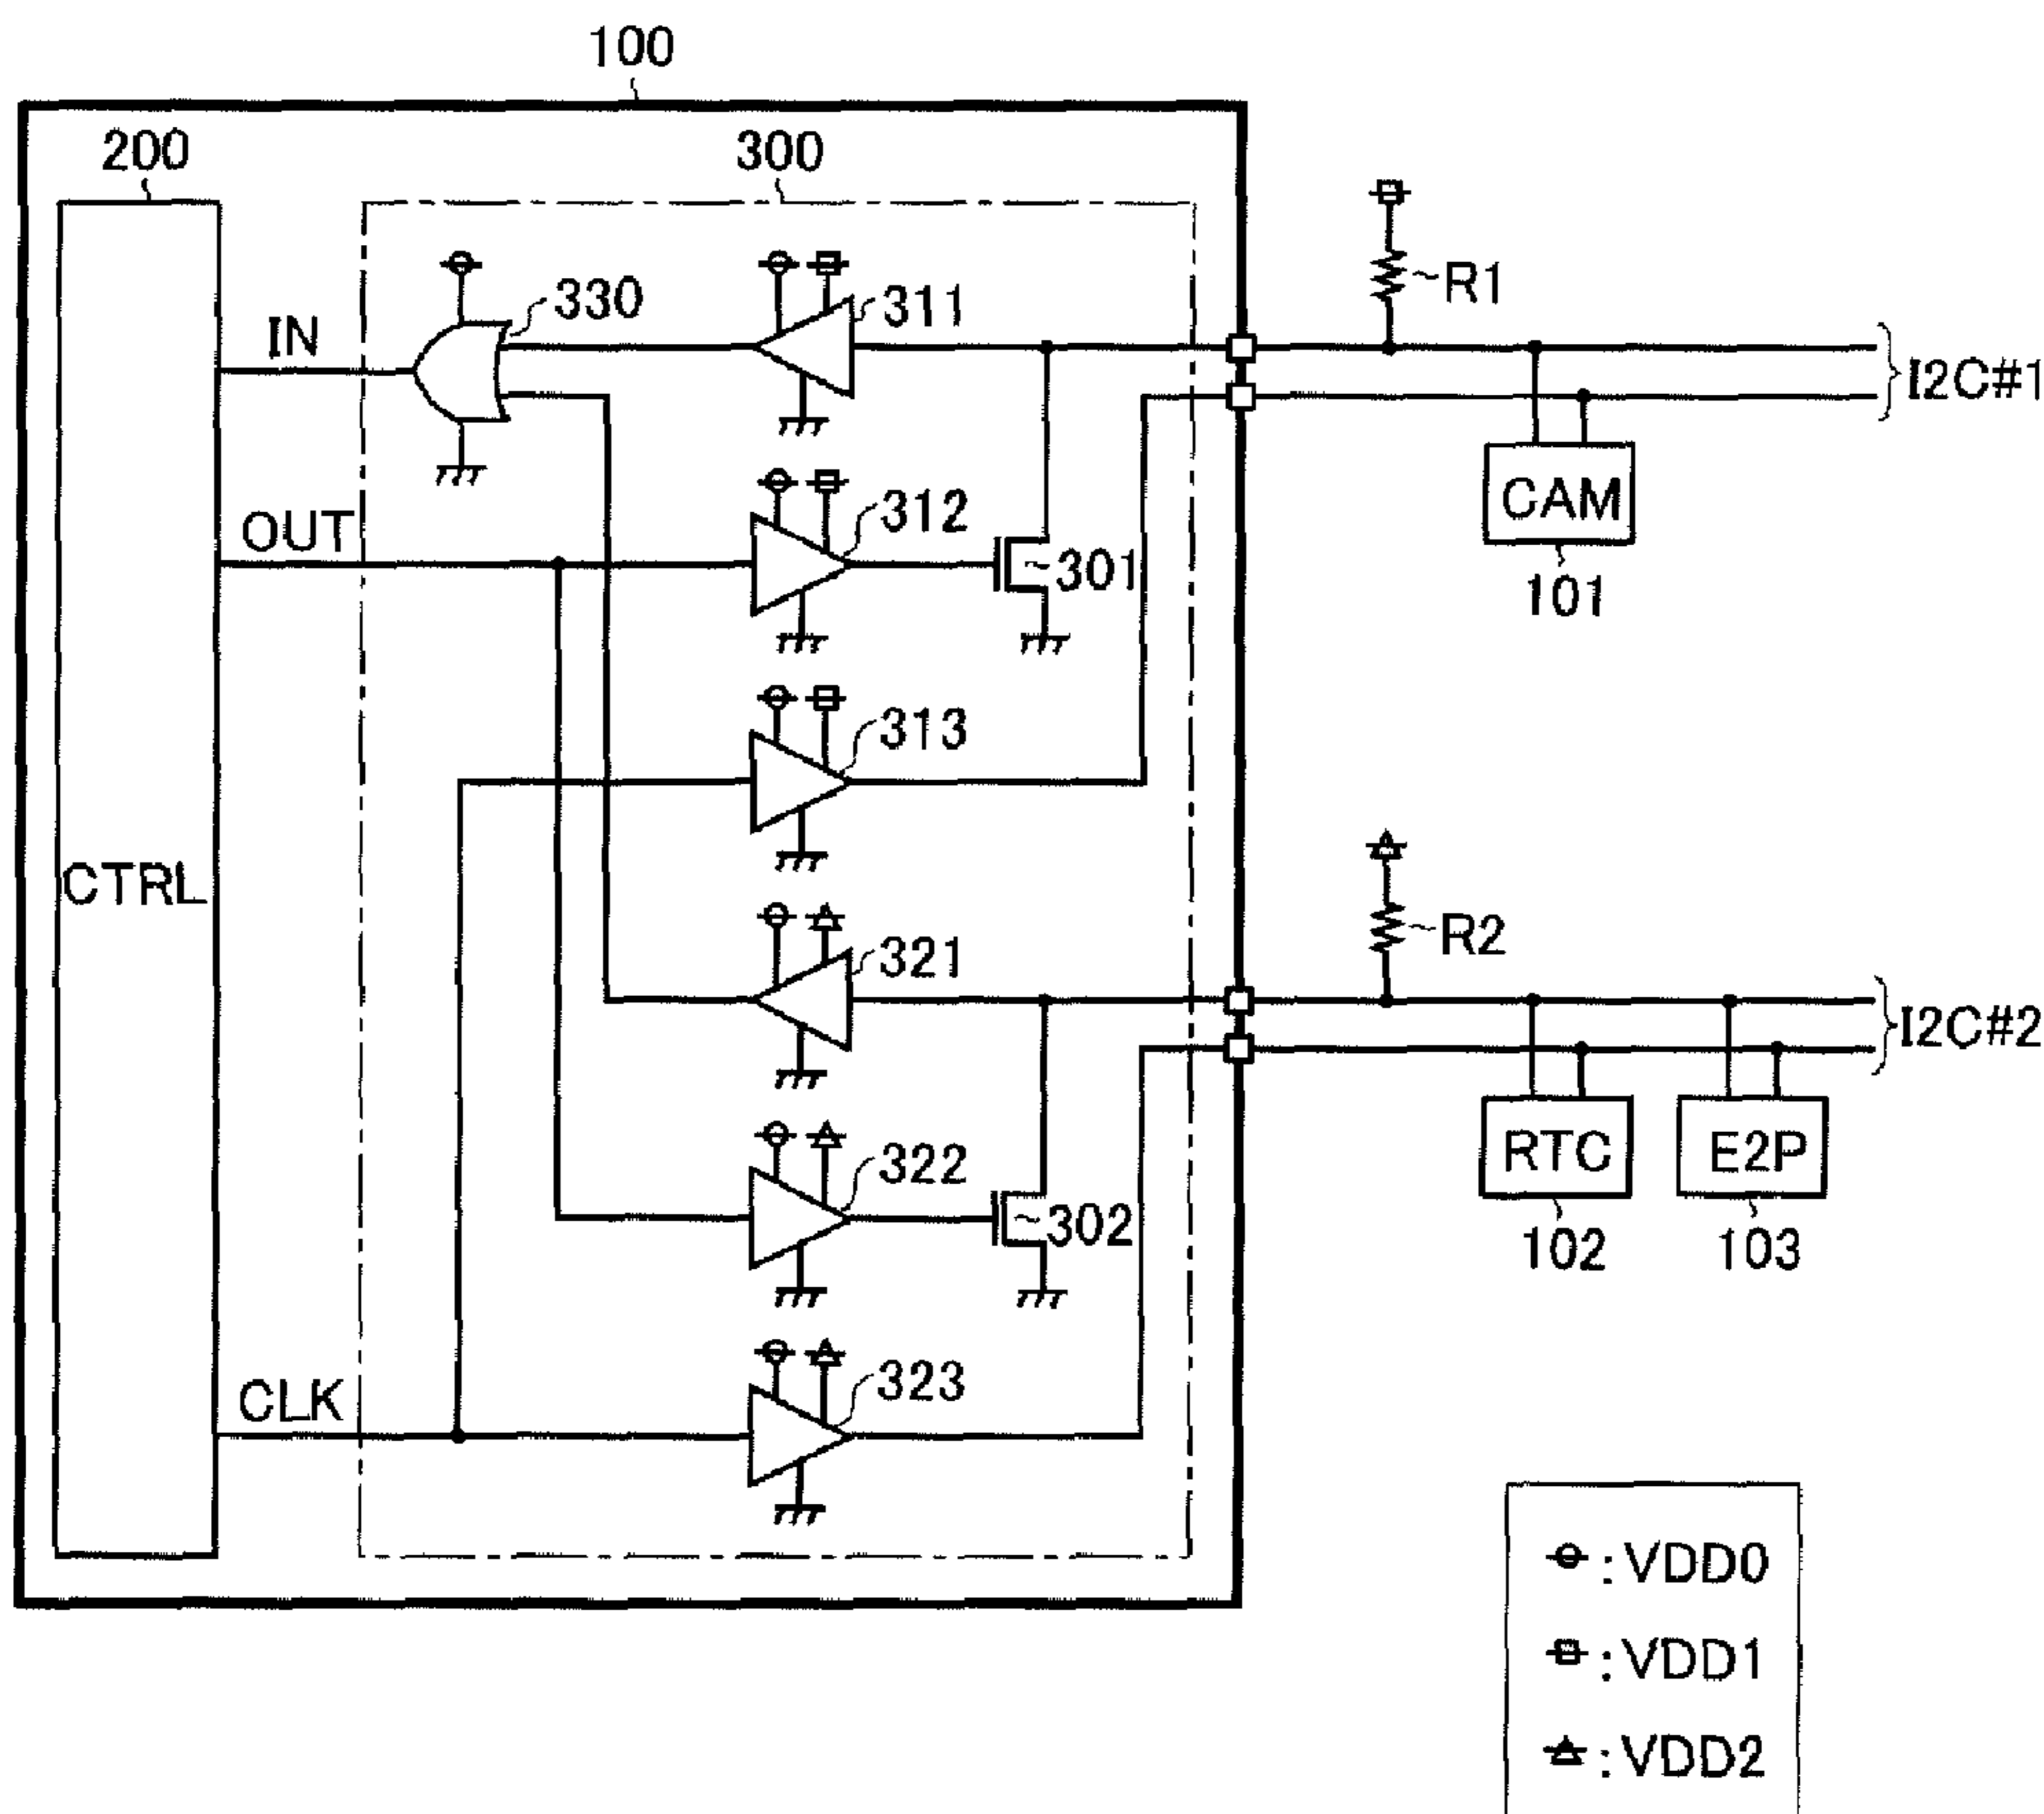 100
200
300
330
311
R1
IN
I2C#1
312
CAM
OUT
301
101
313
CTRL
321
R2
I2C#2
322
RTC
E2P
302
102
103
323
CLK
: VDD0
: VDD1
: VDD2